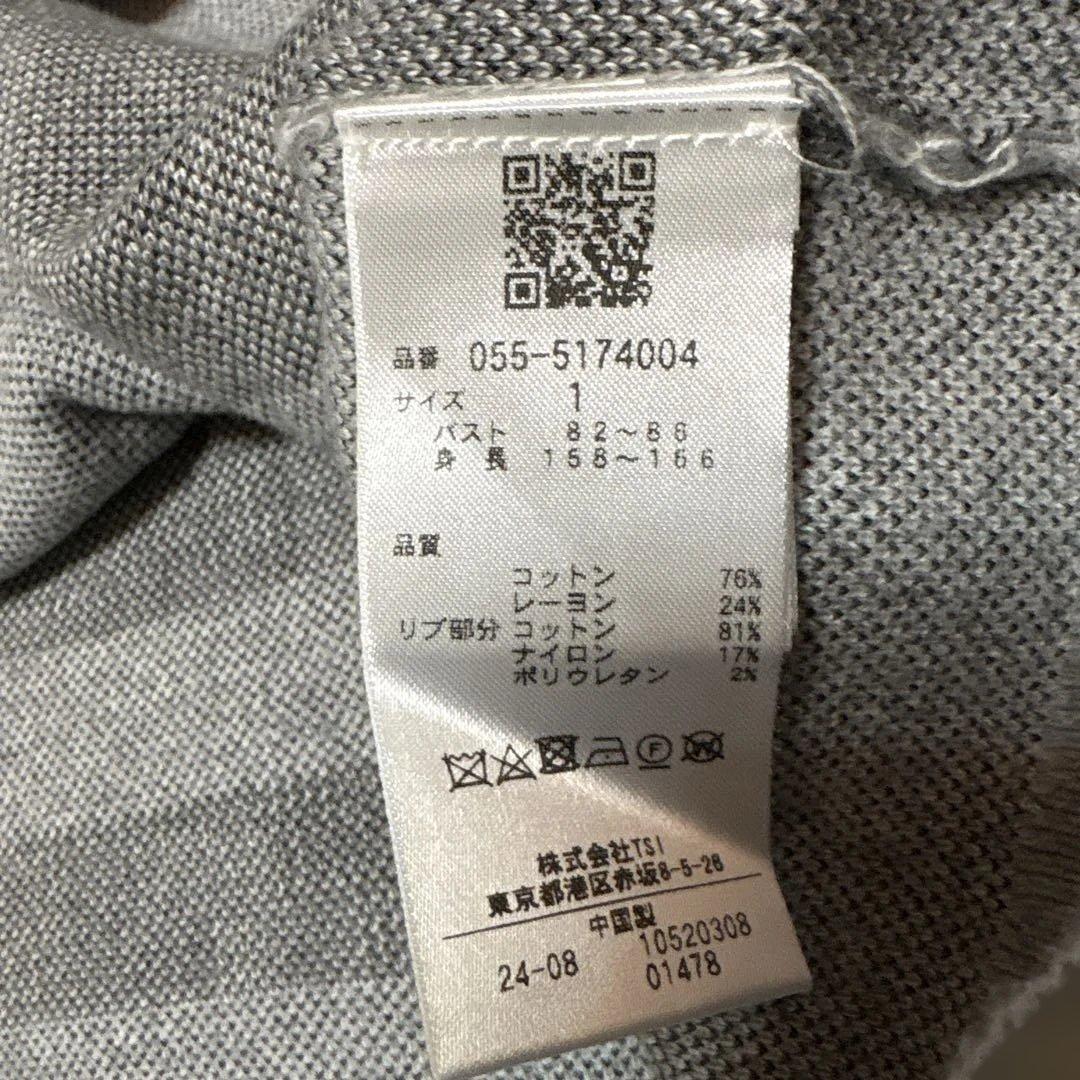 品番 055-5174004
サイズ 1
バスト 82～86
身長 158～166
品質
コットン 76%
レーヨン 24%
リブ部分 コットン 81%
ナイロン 17%
ポリウレタン 2%
F W
株式会社TSI
東京都港区赤坂8-5-26
中国製
24-08 10520308
01478